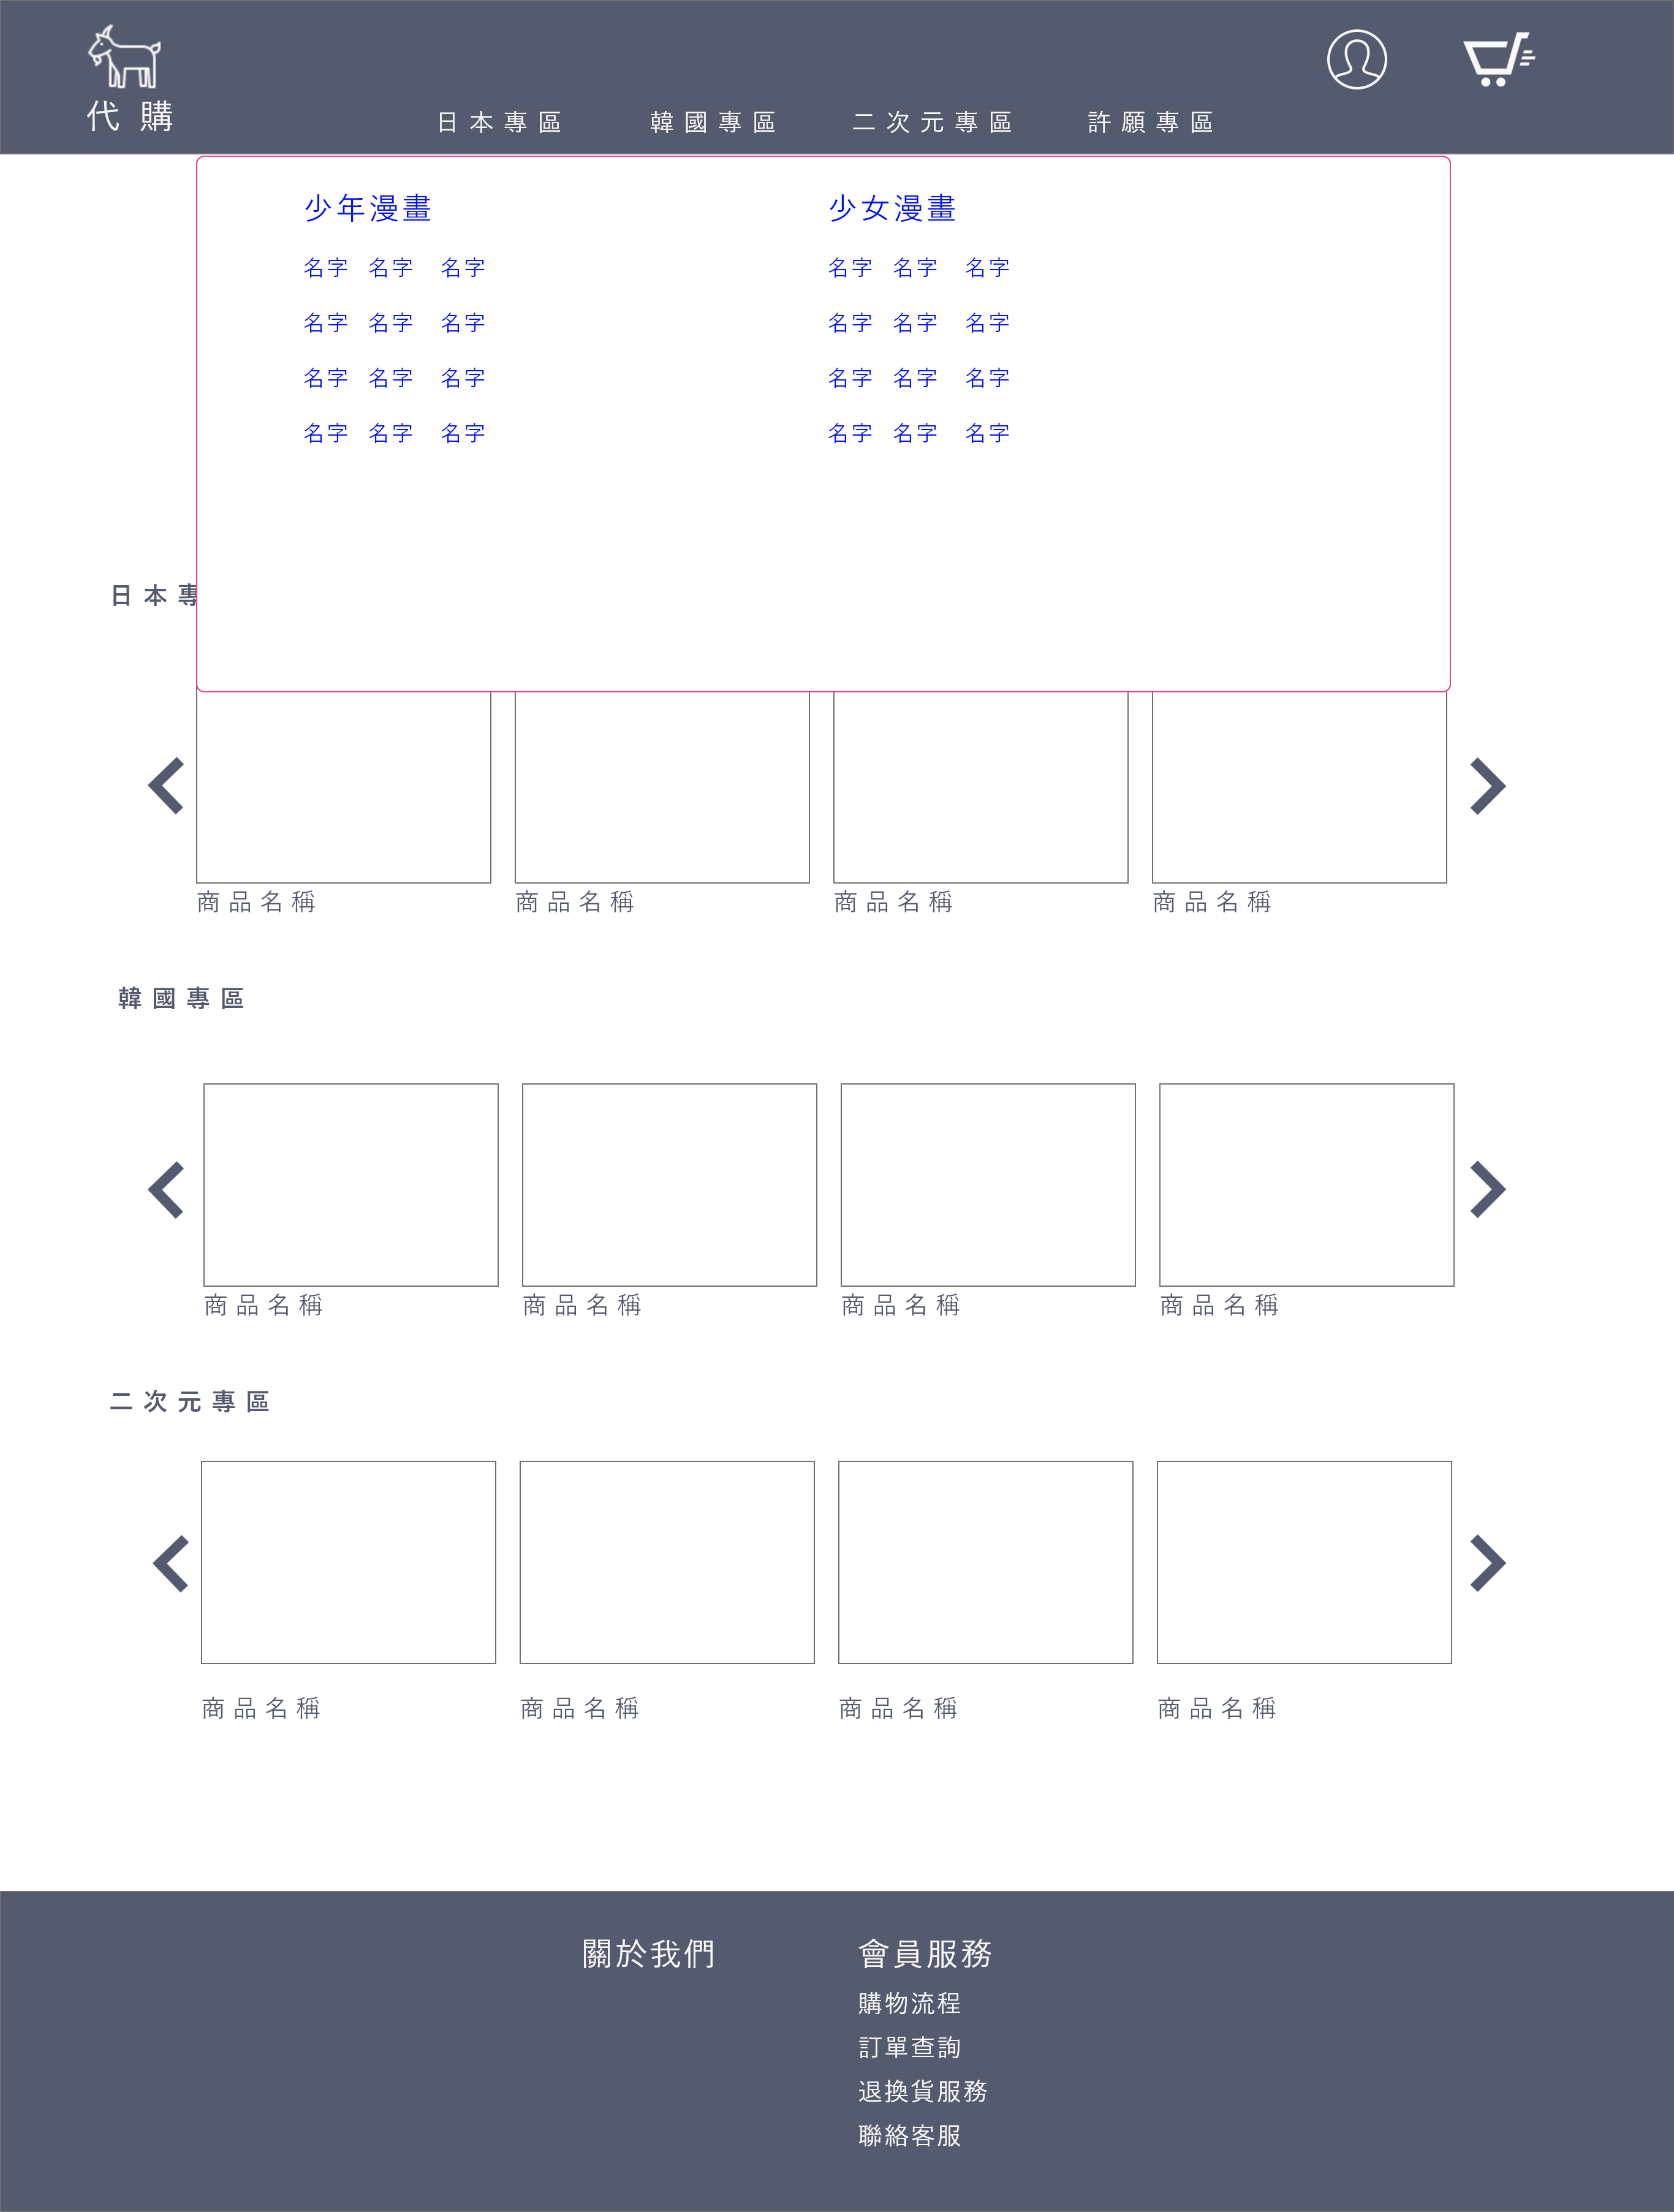 代購
日本專區 韓國專區 二次元專區 許願專區
少年漫畫 少女漫畫
名字 名字 名字 名字 名字 名字
名字 名字 名字 名字 名字 名字
名字 名字 名字 名字 名字 名字
名字 名字 名字 名字 名字 名字
日本專
商品名稱 商品名稱 商品名稱 商品名稱
韓國專區
商品名稱 商品名稱 商品名稱 商品名稱
二次元專區
商品名稱 商品名稱 商品名稱 商品名稱
關於我們 會員服務
購物流程
訂單查詢
退換貨服務
聯絡客服